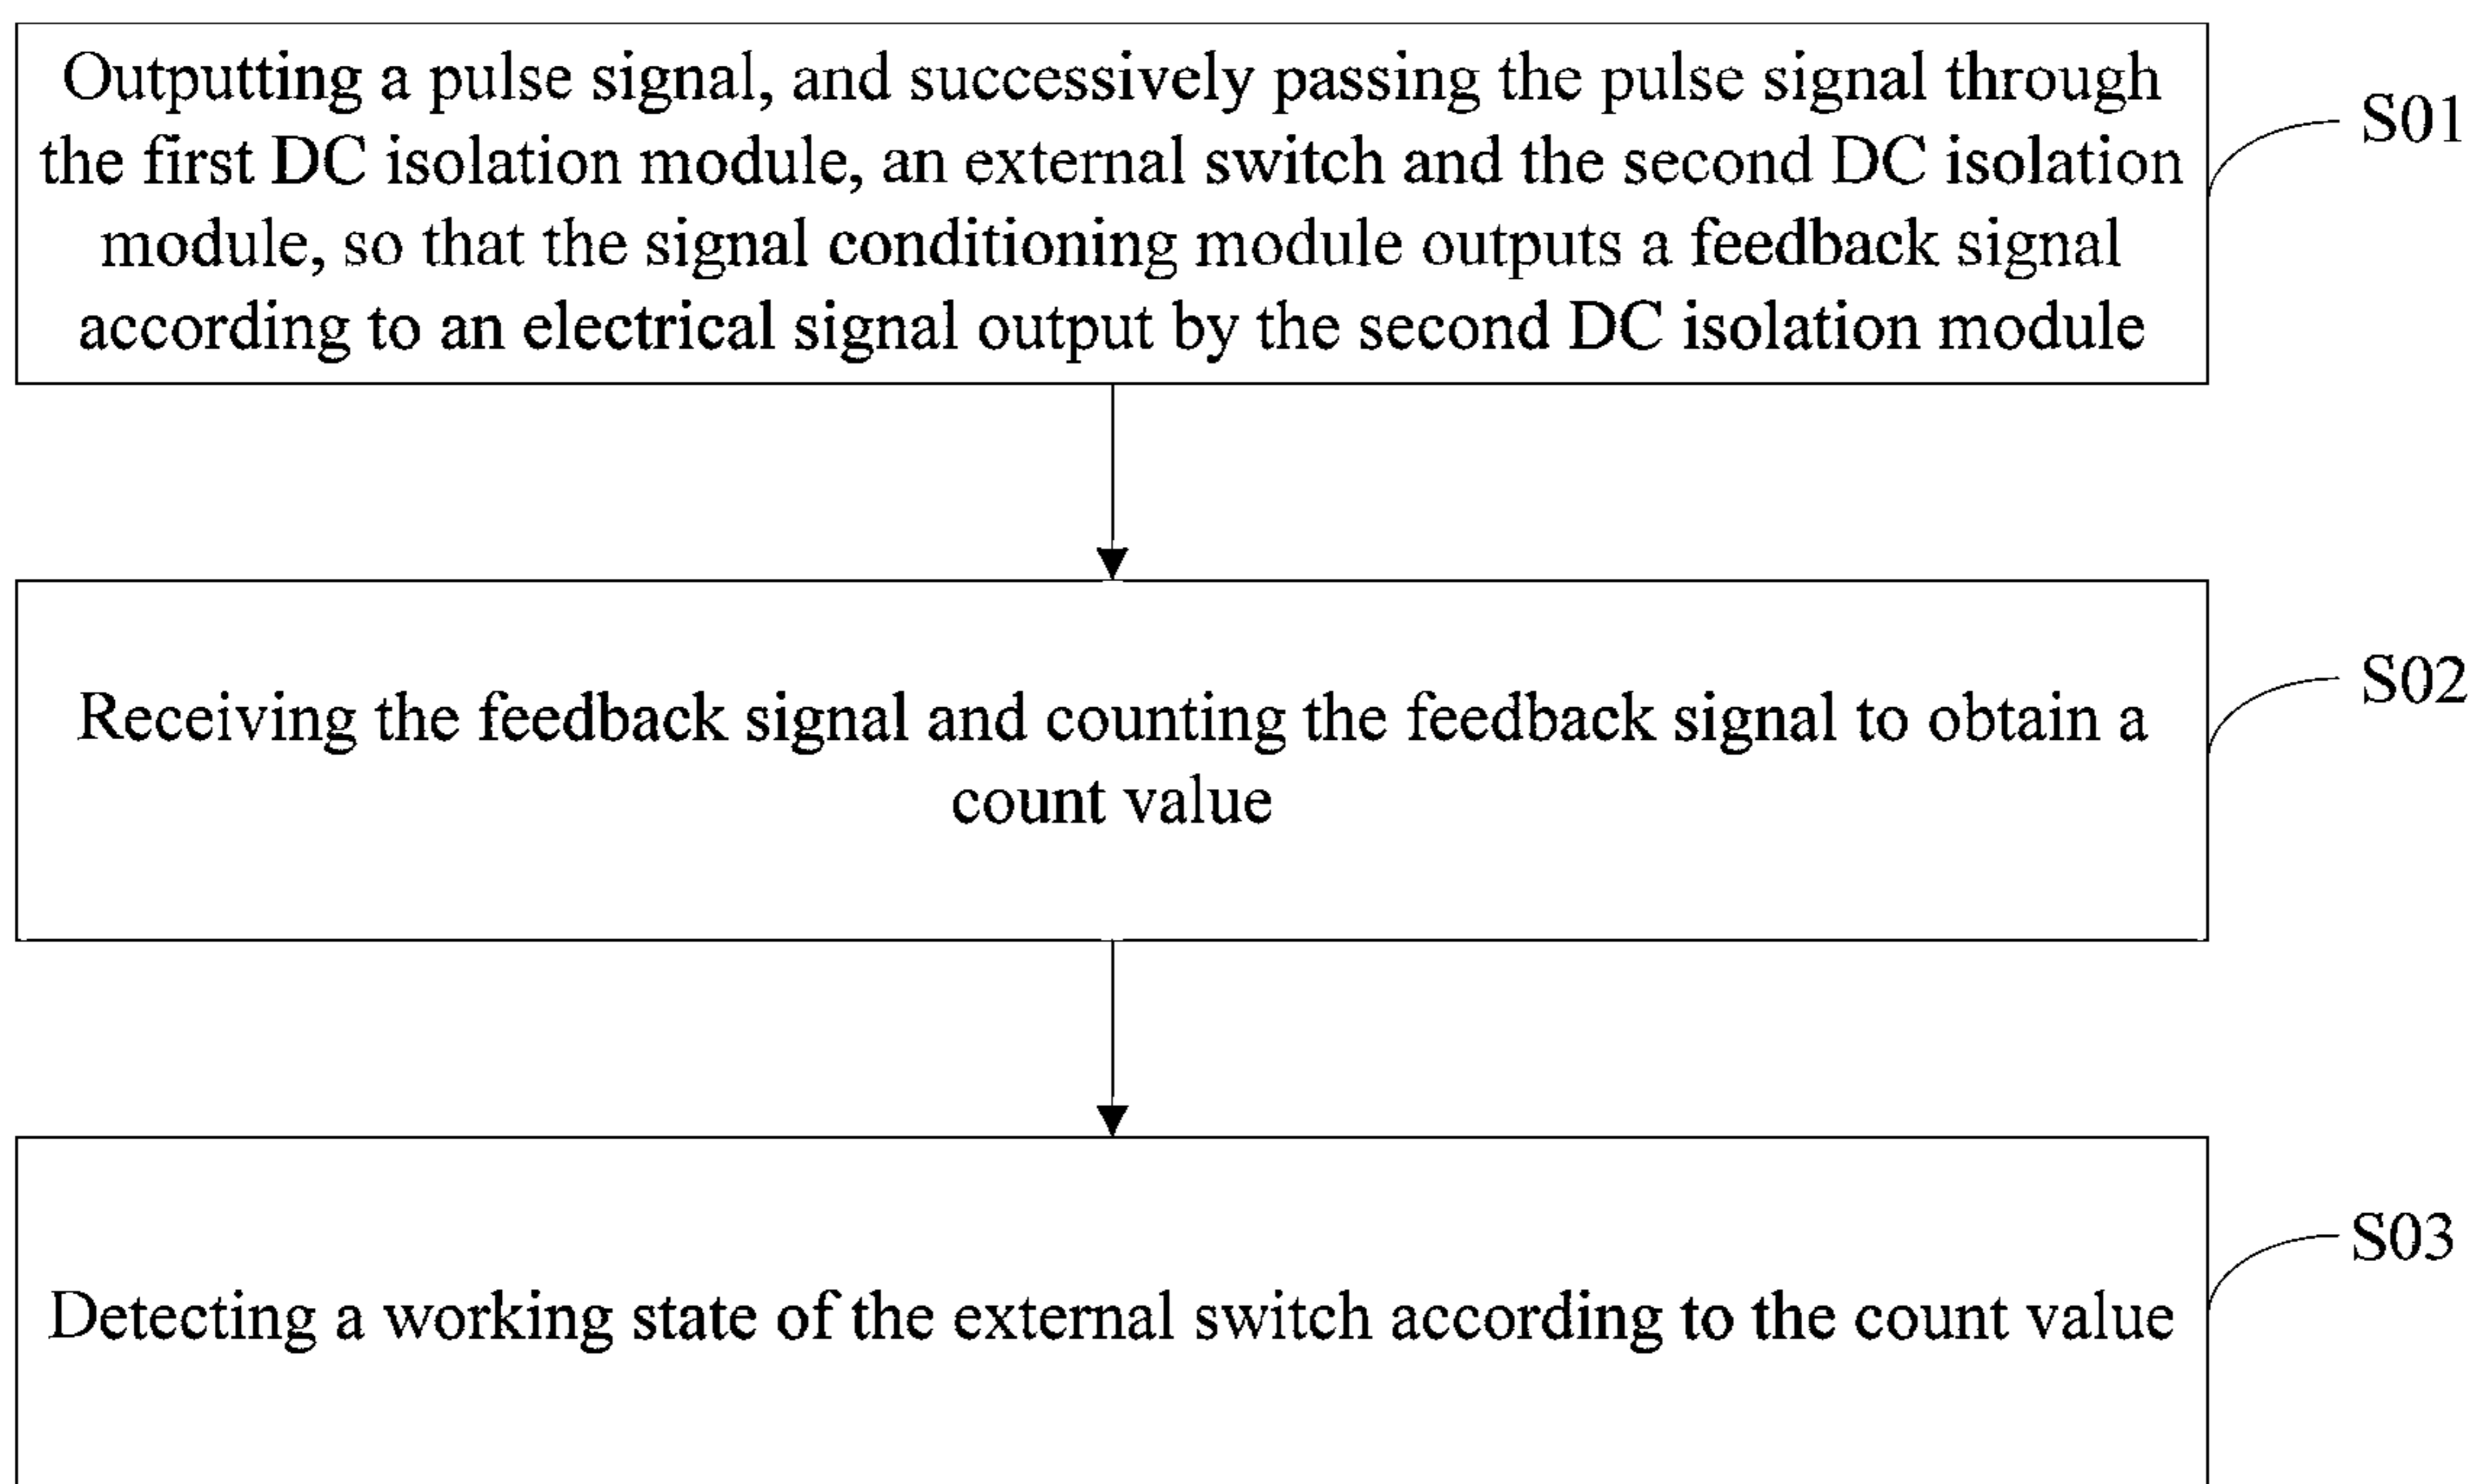 Outputting a pulse signal, and successively passing the pulse signal through
the first DC isolation module, an external switch and the second DC isolation
module, so that the signal conditioning module outputs a feedback signal
according to an electrical signal output by the second DC isolation module
S01
Receiving the feedback signal and counting the feedback signal to obtain a
count value
S02
Detecting a working state of the external switch according to the count value
S03